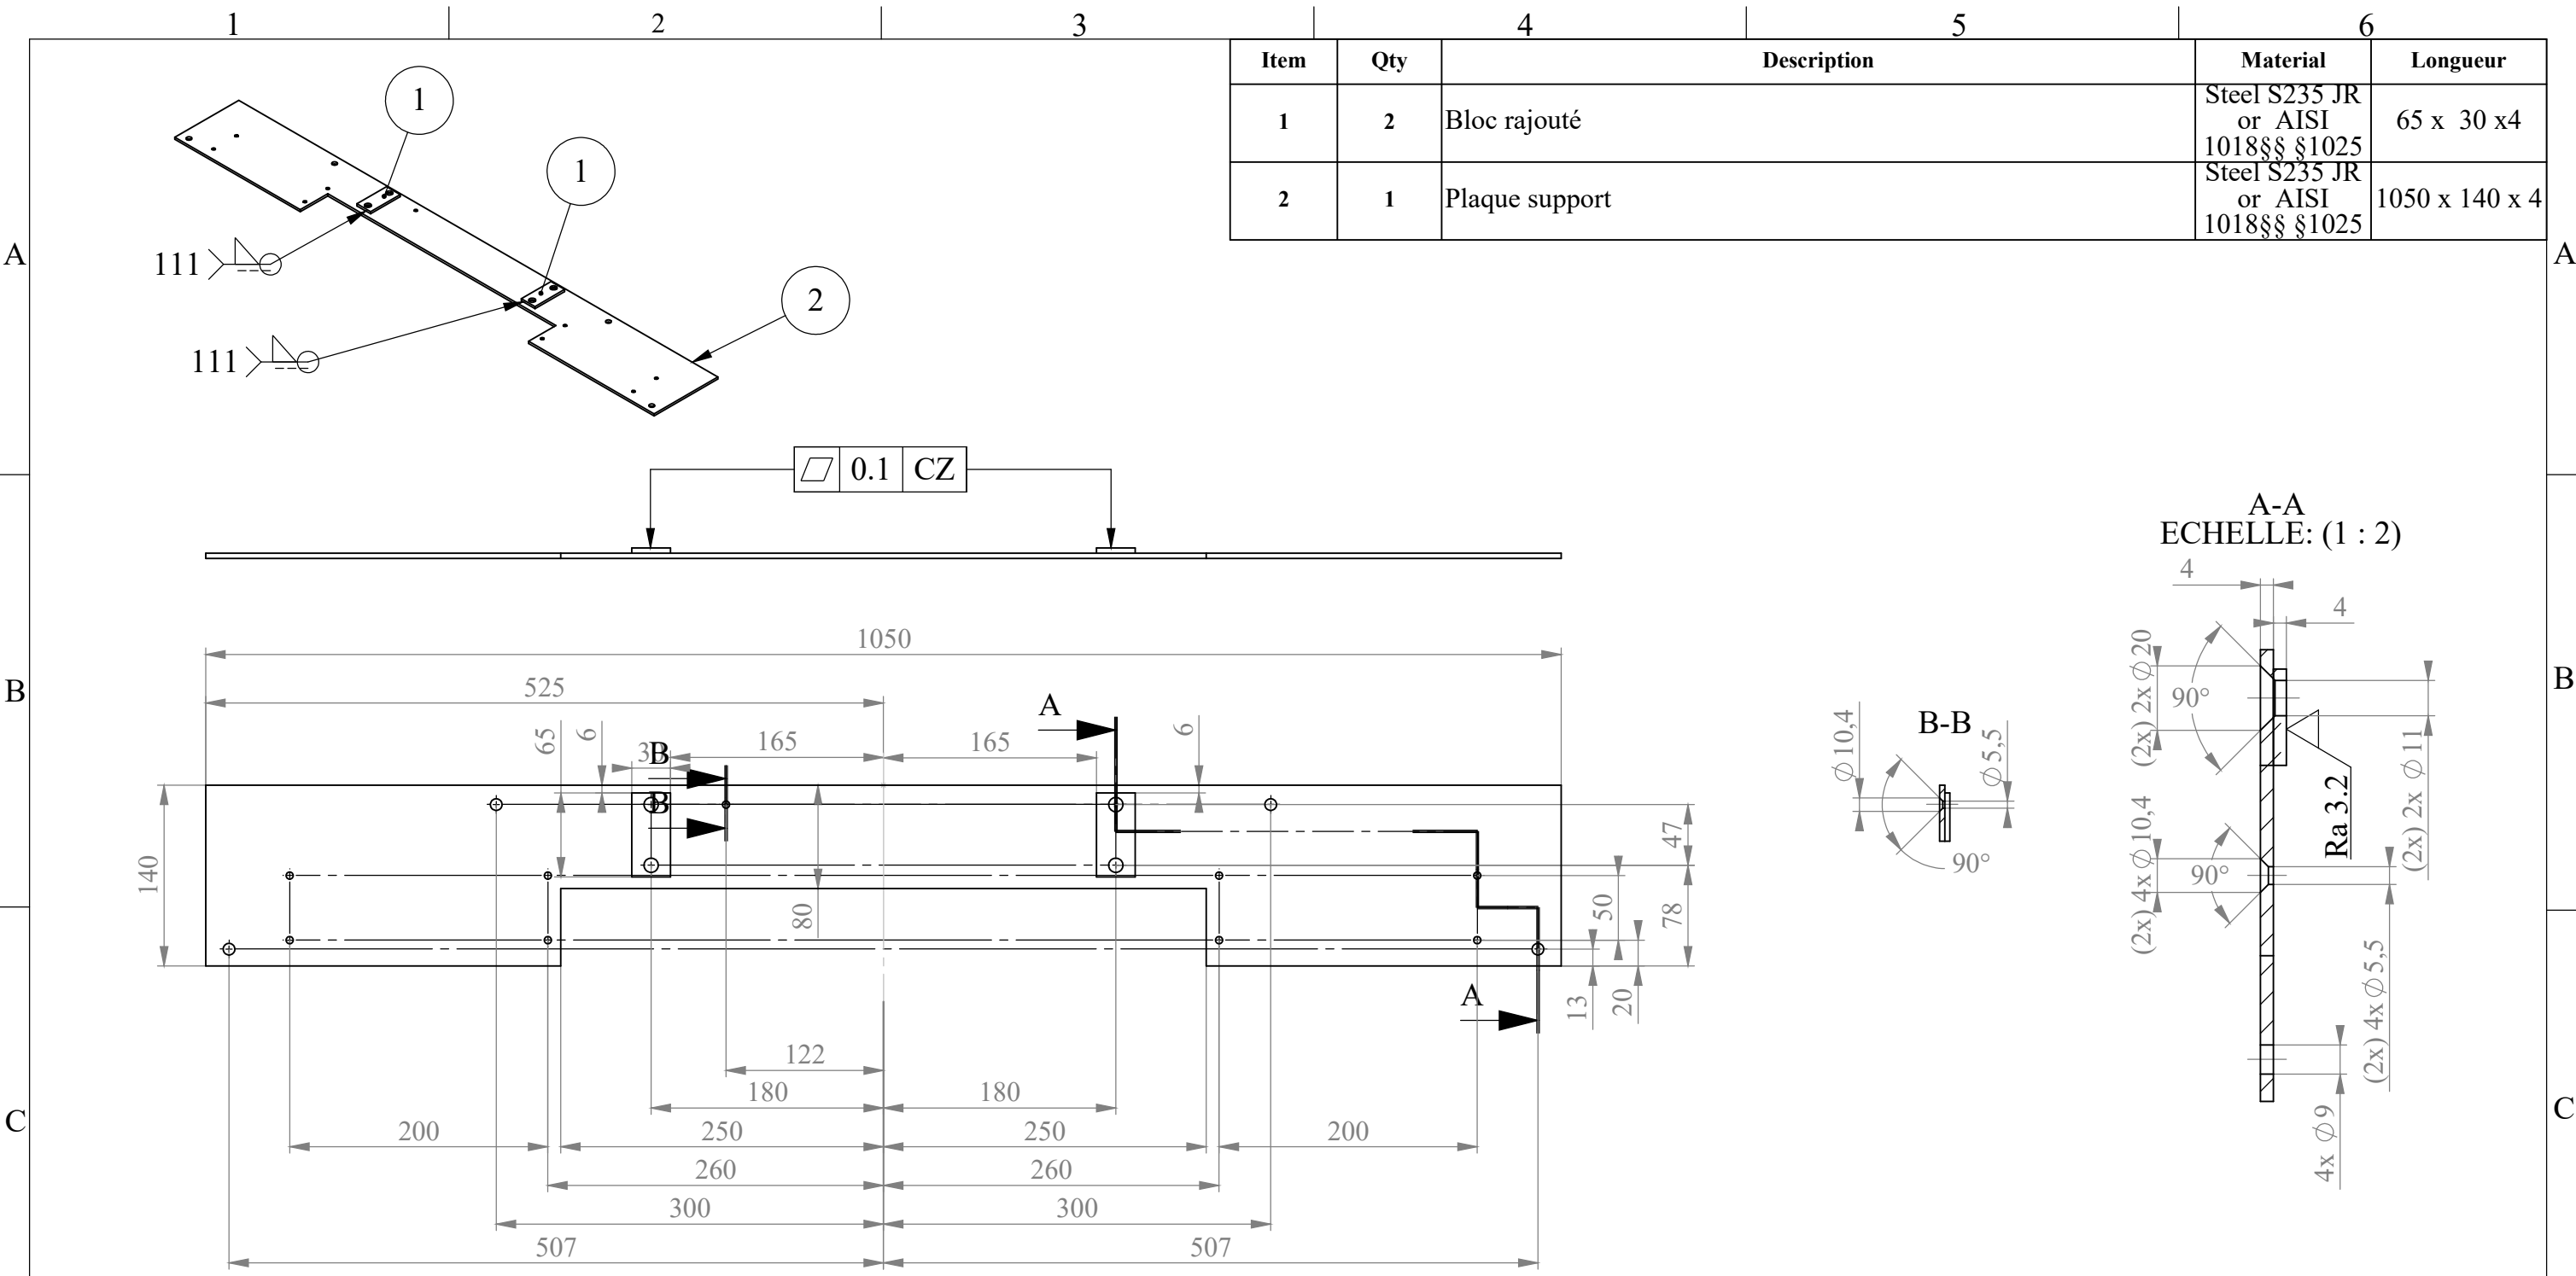 1 2 3 4 5 6
Item Qty Description Material Longueur
1 2 Bloc rajouté Steel S235 JR or AISI 1018§§ §1025 65 x 30 x4
2 1 Plaque support Steel S235 JR or AISI 1018§§ §1025 1050 x 140 x 4
1
1
2
111
111
A A
0.1 CZ
A-A
ECHELLE: (1 : 2)
4
4
(2x) 2x ∅20
90°
(2x) 2x ∅11
Ra 3.2
(2x) 4x ∅10,4
90°
(2x) 4x ∅5,5
4x ∅9
B-B
∅10,4
∅5,5
90°
B B
1050
525
65
6
B
165
165
A
6
B
140
80
47
50
78
13
20
A
122
180 180
200 250 250 200
260 260
300 300
507 507
C C